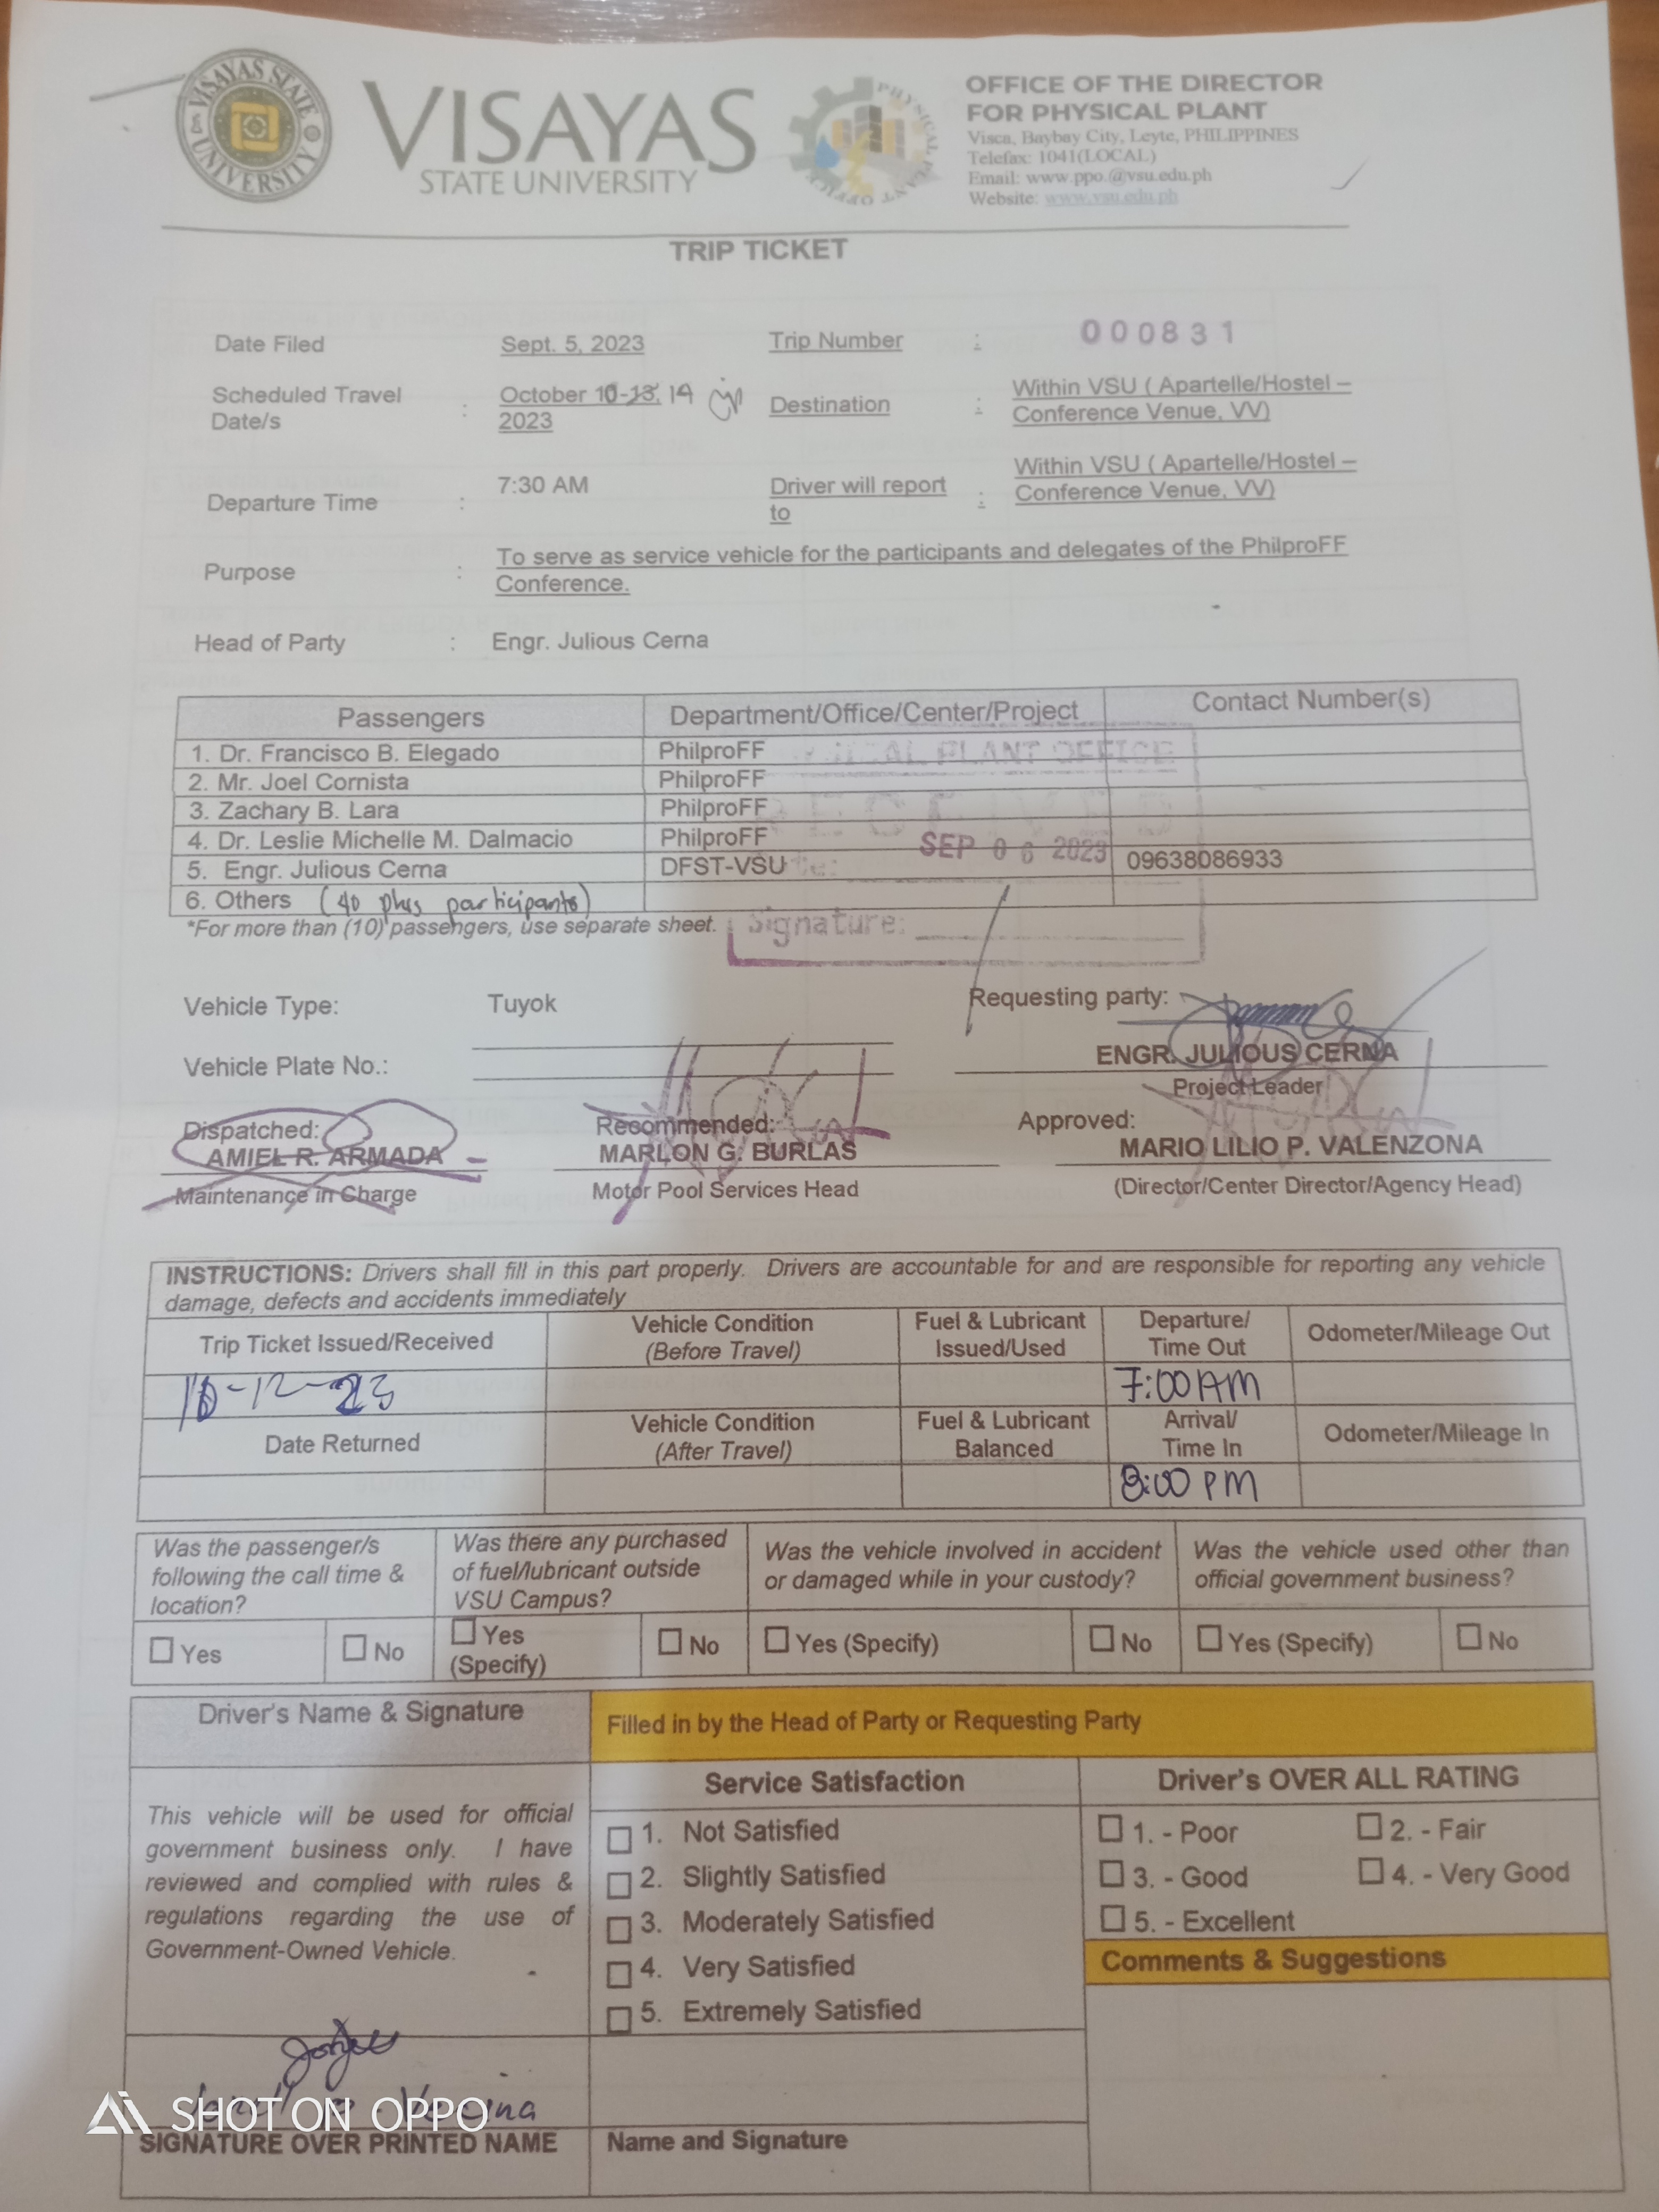 VISAYAS STATE UNIVERSITY
VISAYAS
STATE UNIVERSITY
PHYSICAL PLANT OFFICE
OFFICE OF THE DIRECTOR
FOR PHYSICAL PLANT
Visca, Baybay City, Leyte, PHILIPPINES
Telefax: 1041(LOCAL)
Email: www.ppo.@vsu.edu.ph
Website: www.vsu.edu.ph
TRIP TICKET
Date Filed Sept. 5, 2023 Trip Number : 000831
Scheduled Travel Date/s : October 10-13, 14 2023 Destination : Within VSU ( Apartelle/Hostel – Conference Venue, VV)
Departure Time : 7:30 AM Driver will report to : Within VSU ( Apartelle/Hostel – Conference Venue, VV)
Purpose : To serve as service vehicle for the participants and delegates of the PhilproFF
Conference.
Head of Party : Engr. Julious Cerna
Passengers Department/Office/Center/Project Contact Number(s)
1. Dr. Francisco B. Elegado PhilproFF
2. Mr. Joel Cornista PhilproFF
3. Zachary B. Lara PhilproFF
4. Dr. Leslie Michelle M. Dalmacio PhilproFF
5. Engr. Julious Cerna DFST-VSU 09638086933
6. Others (40 plus participants)
PLANT OFFICE
SEP 06 2023
Signature:
*For more than (10) passengers, use separate sheet.
Vehicle Type: Tuyok
Requesting party:
Vehicle Plate No.:
ENGR. JULIOUS CERNA
Project Leader
Dispatched: Recommended: Approved:
AMIEL R. ARMADA MARLON G. BURLAS MARIO LILIO P. VALENZONA
Maintenance in Charge Motor Pool Services Head (Director/Center Director/Agency Head)
INSTRUCTIONS: Drivers shall fill in this part properly. Drivers are accountable for and are responsible for reporting any vehicle
damage, defects and accidents immediately
Trip Ticket Issued/Received Vehicle Condition (Before Travel) Fuel & Lubricant Issued/Used Departure/ Time Out Odometer/Mileage Out
10-12-23 7:00 AM
Date Returned Vehicle Condition (After Travel) Fuel & Lubricant Balanced Arrival/ Time In Odometer/Mileage In
8:00 PM
Was the passenger/s following the call time & location? Was there any purchased of fuel/lubricant outside VSU Campus? Was the vehicle involved in accident or damaged while in your custody? Was the vehicle used other than official government business?
Yes No Yes (Specify) No Yes (Specify) No Yes (Specify) No
Driver's Name & Signature
Filled in by the Head of Party or Requesting Party
This vehicle will be used for official
government business only. I have
reviewed and complied with rules &
regulations regarding the use of
Government-Owned Vehicle.
SIGNATURE OVER PRINTED NAME
Service Satisfaction
1. Not Satisfied
2. Slightly Satisfied
3. Moderately Satisfied
4. Very Satisfied
5. Extremely Satisfied
Name and Signature
Driver's OVER ALL RATING
1. - Poor 2. - Fair
3. - Good 4. - Very Good
5. - Excellent
Comments & Suggestions
SHOT ON OPPO